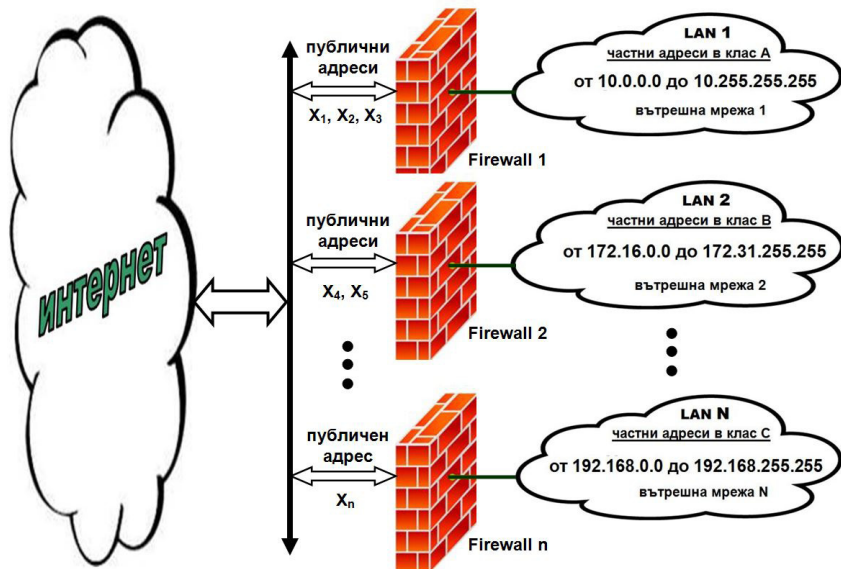 интернет
публични
адреси
X₁, X₂, X₃
Firewall 1
LAN 1
частни адреси в клас A
от 10.0.0.0 до 10.255.255.255
вътрешна мрежа 1
публични
адреси
X₄, X₅
Firewall 2
LAN 2
частни адреси в клас B
от 172.16.0.0 до 172.31.255.255
вътрешна мрежа 2
публичен
адрес
Xₙ
Firewall n
LAN N
частни адреси в клас C
от 192.168.0.0 до 192.168.255.255
вътрешна мрежа N